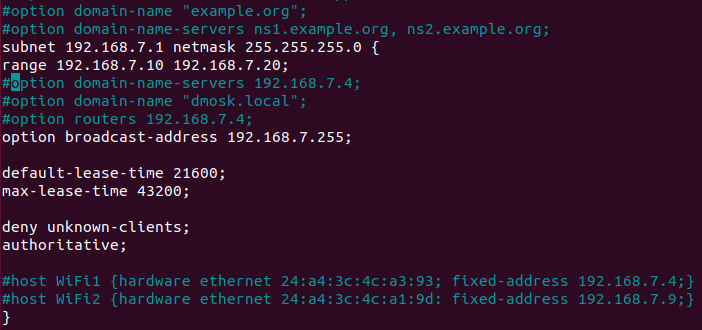 #option domain-name "example.org";
#option domain-name-servers ns1.example.org, ns2.example.org;
subnet 192.168.7.1 netmask 255.255.255.0 {
range 192.168.7.10 192.168.7.20;
#option domain-name-servers 192.168.7.4;
#option domain-name "dmosk.local";
#option routers 192.168.7.4;
option broadcast-address 192.168.7.255;
default-lease-time 21600;
max-lease-time 43200;
deny unknown-clients;
authoritative;
#host WiFi1 {hardware ethernet 24:a4:3c:4c:a3:93; fixed-address 192.168.7.4;}
#host WiFi2 {hardware ethernet 24:a4:3c:4c:a1:9d: fixed-address 192.168.7.9;}
}